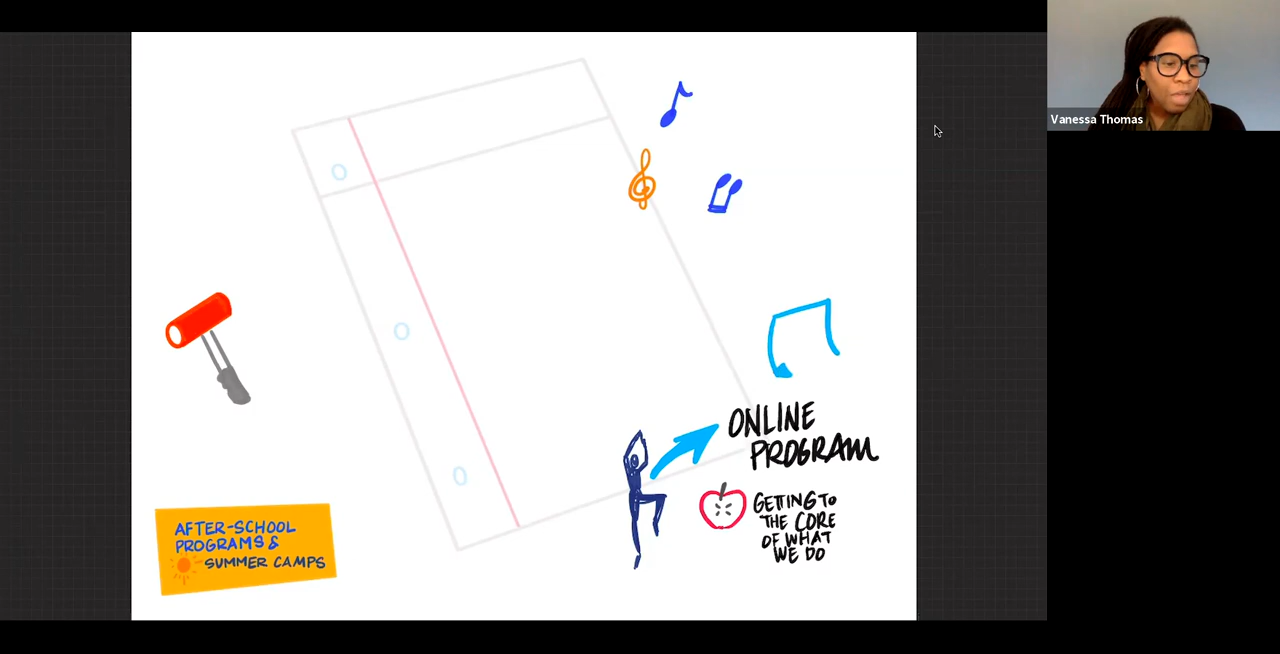 Vanessa Thomas
ONLINE
PROGRAM
GETTING TO
THE CORE
OF WHAT
WE DO
AFTER-SCHOOL
PROGRAMS &
SUMMER CAMPS